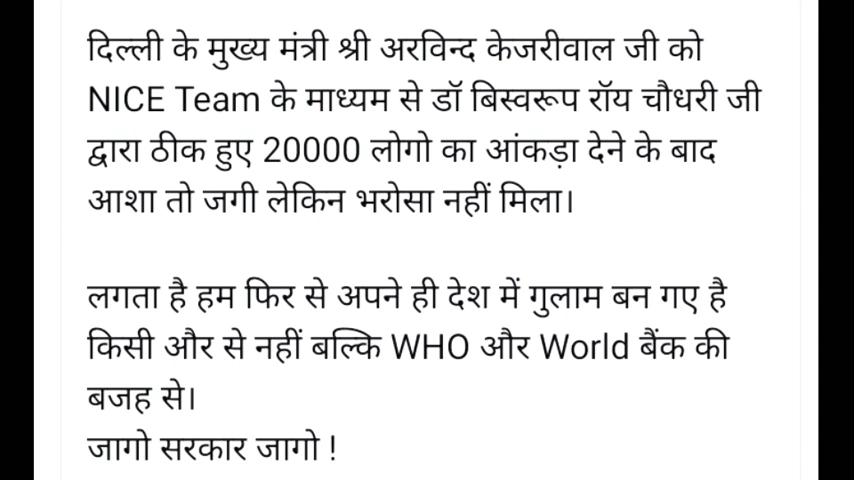 दिल्ली के मुख्य मंत्री श्री अरविन्द केजरीवाल जी को
NICE Team के माध्यम से डॉ बिस्वरूप रॉय चौधरी जी
द्वारा ठीक हुए 20000 लोगो का आंकड़ा देने के बाद
आशा तो जगी लेकिन भरोसा नहीं मिला।
लगता है हम फिर से अपने ही देश में गुलाम बन गए है
किसी और से नहीं बल्कि WHO और World बैंक की
बजह से।
जागो सरकार जागो !